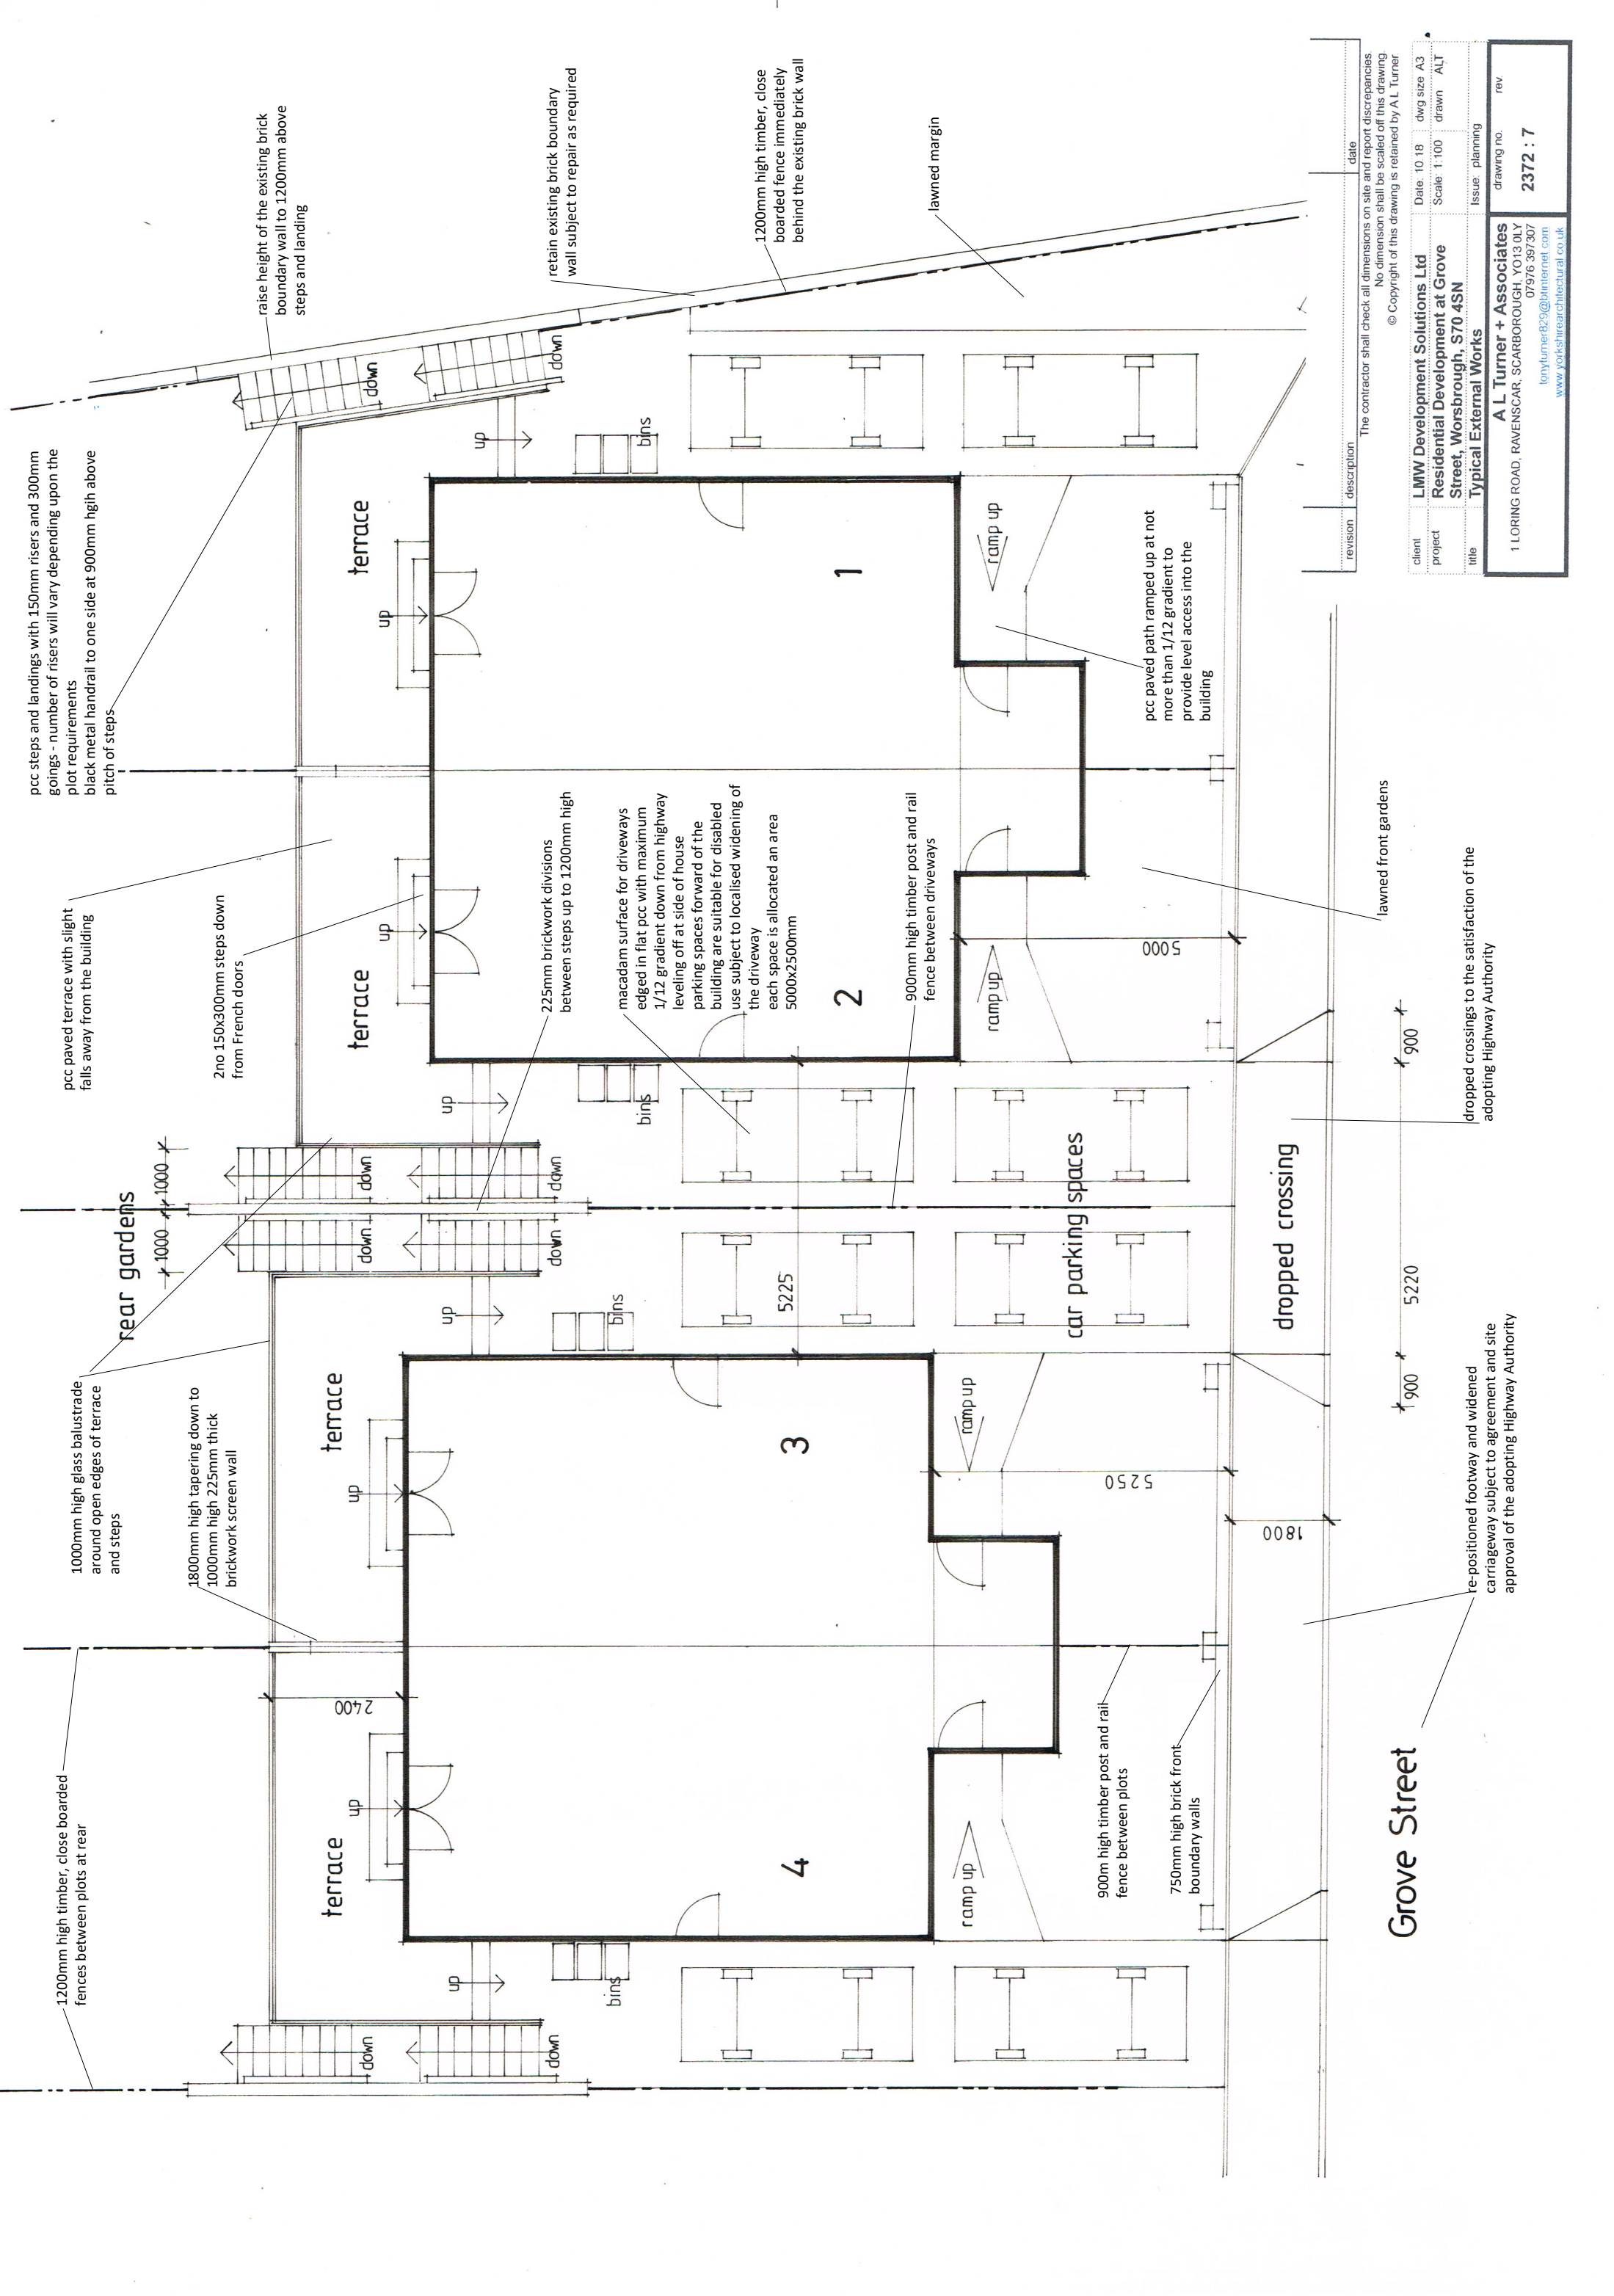 1200mm high timber, close boarded
fences between plots at rear
1000mm high glass balustrade
around open edges of terrace
and steps
1800mm high tapering down to
1000mm high 225mm thick
brickwork screen wall
rear gardens
1000
1000
pcc paved terrace with slight
falls away from the building
2no 150x300mm steps down
from French doors
pcc steps and landings with 150mm risers and 300mm
goings - number of risers will vary depending upon the
plot requirements
black metal handrail to one side at 900mm hgih above
pitch of steps
raise height of the existing brick
boundary wall to 1200mm above
steps and landing
retain existing brick boundary
wall subject to repair as required
1200mm high timber, close
boarded fence immediately
behind the existing brick wall
lawned margin
terrace
terrace
terrace
terrace
2400
up
up
up
up
down
down
down
down
down
down
down
down
up
up
up
up
bins
bins
bins
bins
225mm brickwork divisions
between steps up to 1200mm high
macadam surface for driveways
edged in flat pcc with maximum
1/12 gradient down from highway
leveling off at side of house
parking spaces forward of the
building are suitable for disabled
use subject to localised widening of
the driveway
each space is allocated an area
5000x2500mm
900mm high timber post and rail
fence between driveways
4
3
2
1
5225
ramp up
ramp up
ramp up
ramp up
car parking spaces
5250
5000
1800
pcc paved path ramped up at not
more than 1/12 gradient to
provide level access into the
building
900m high timber post and rail
fence between plots
750mm high brick front
boundary walls
dropped crossing
lawned front gardens
900
5220
900
Grove Street
re-positioned footway and widened
carriageway subject to agreement and site
approval of the adopting Highway Authority
dropped crossings to the satisfaction of the
adopting Highway Authority
revision description date
The contractor shall check all dimensions on site and report discrepancies
No dimension shall be scaled off this drawing
© Copyright of this drawing is retained by A L Turner
client LMW Development Solutions Ltd Date. 10.18 dwg size A3
project Residential Development at Grove Scale: 1:100 drawn ALT
Street, Worsbrough, S70 4SN
title Typical External Works Issue: planning
A L Turner + Associates drawing no. rev
1 LORING ROAD, RAVENSCAR, SCARBOROUGH, YO13 0LY
07976 397307 2372 : 7
tonyturner829@btinternet.com
www.yorkshirearchitectural.co.uk